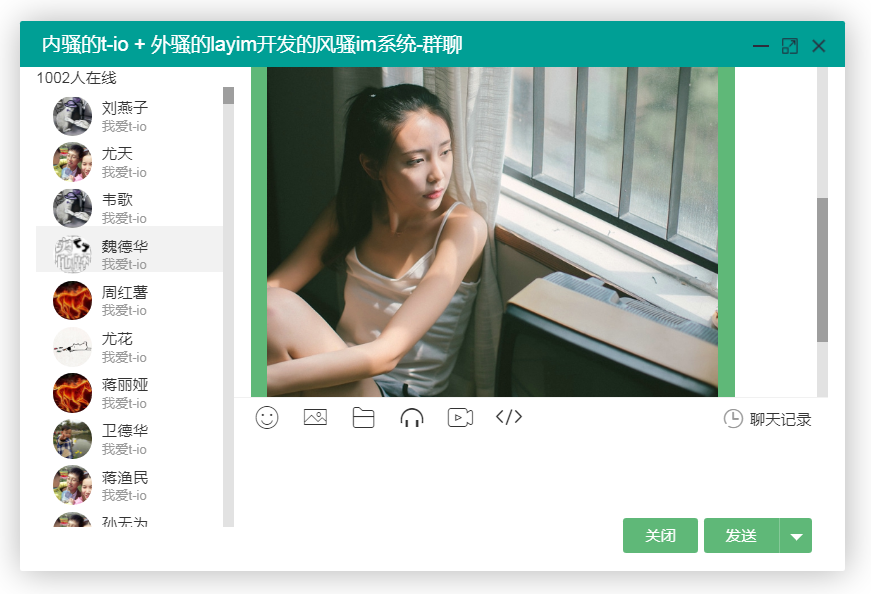 内骚的t-io + 外骚的layim开发的风骚im系统-群聊
1002人在线
刘燕子
我爱t-io
尤天
我爱t-io
韦歌
我爱t-io
魏德华
我爱t-io
周红薯
我爱t-io
尤花
我爱t-io
蒋丽娅
我爱t-io
卫德华
我爱t-io
蒋渔民
我爱t-io
孙无为
聊天记录
关闭
发送